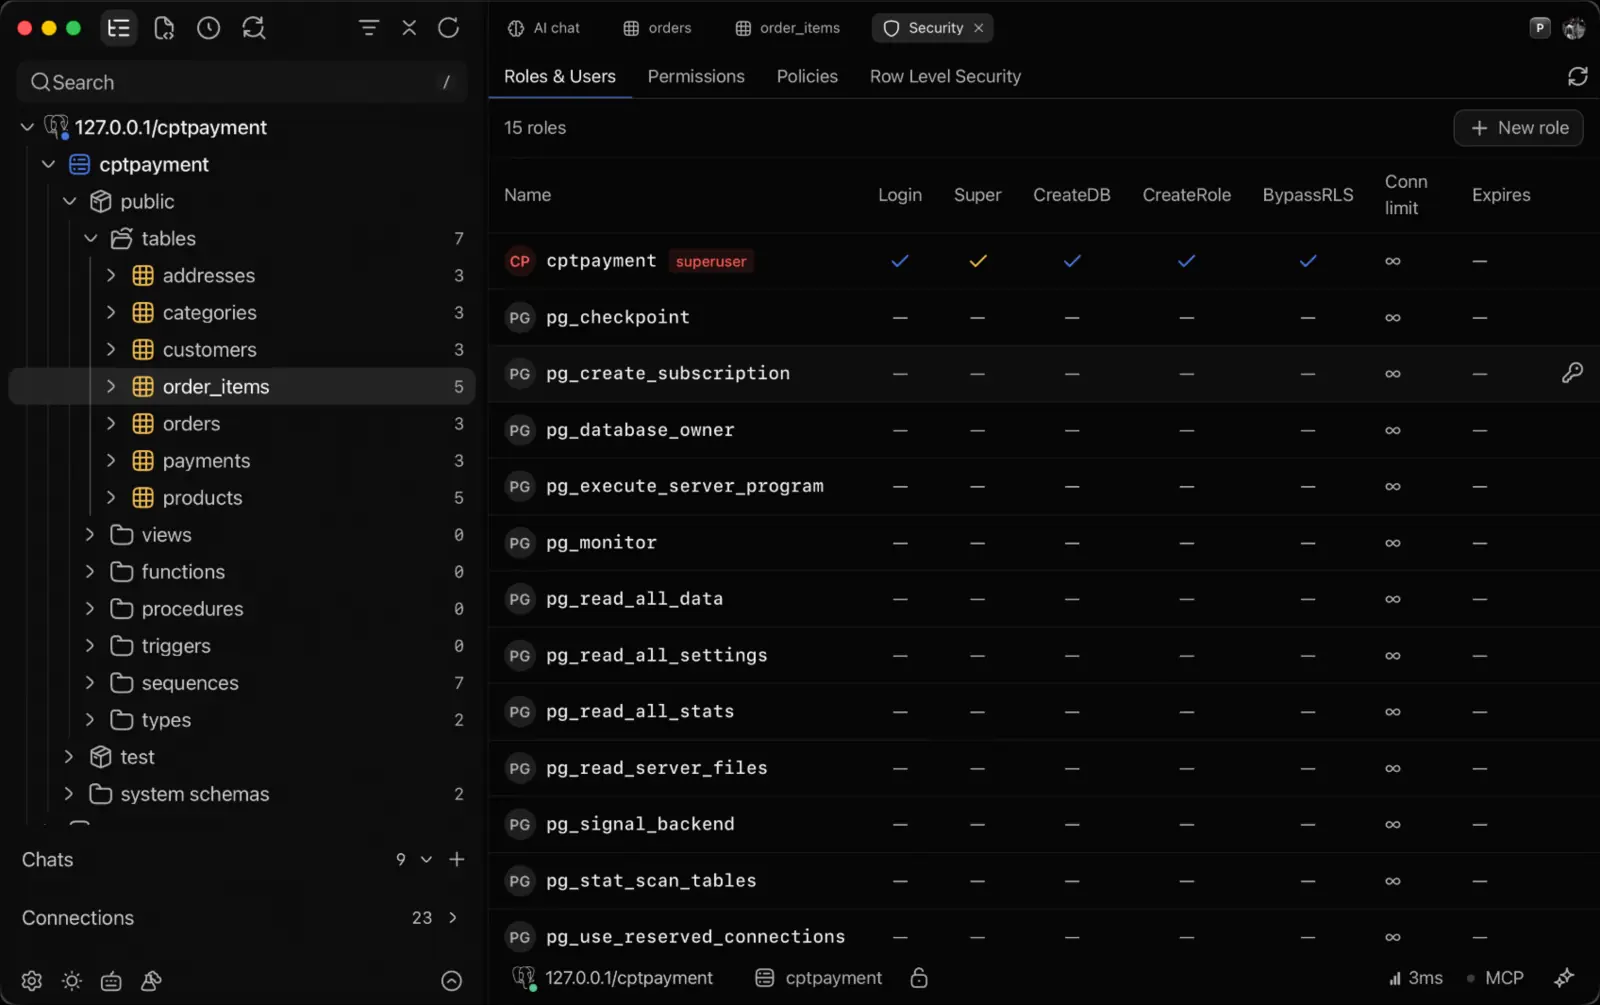 AI chat
orders
order_items
Security
P
Search /
127.0.0.1/cptpayment
cptpayment
public
tables 7
addresses 3
categories 3
customers 3
order_items 5
orders 3
payments 3
products 5
views 0
functions 0
procedures 0
triggers 0
sequences 7
types 2
test
system schemas 2
Chats 9
Connections 23
Roles & Users Permissions Policies Row Level Security
15 roles
New role
Name Login Super CreateDB CreateRole BypassRLS Conn limit Expires
CP cptpayment superuser ∞ —
PG pg_checkpoint — — — — — ∞ —
PG pg_create_subscription — — — — — ∞ —
PG pg_database_owner — — — — — ∞ —
PG pg_execute_server_program — — — — — ∞ —
PG pg_monitor — — — — — ∞ —
PG pg_read_all_data — — — — — ∞ —
PG pg_read_all_settings — — — — — ∞ —
PG pg_read_all_stats — — — — — ∞ —
PG pg_read_server_files — — — — — ∞ —
PG pg_signal_backend — — — — — ∞ —
PG pg_stat_scan_tables — — — — — ∞ —
PG pg_use_reserved_connections — — — — — ∞ —
127.0.0.1/cptpayment cptpayment 3ms MCP